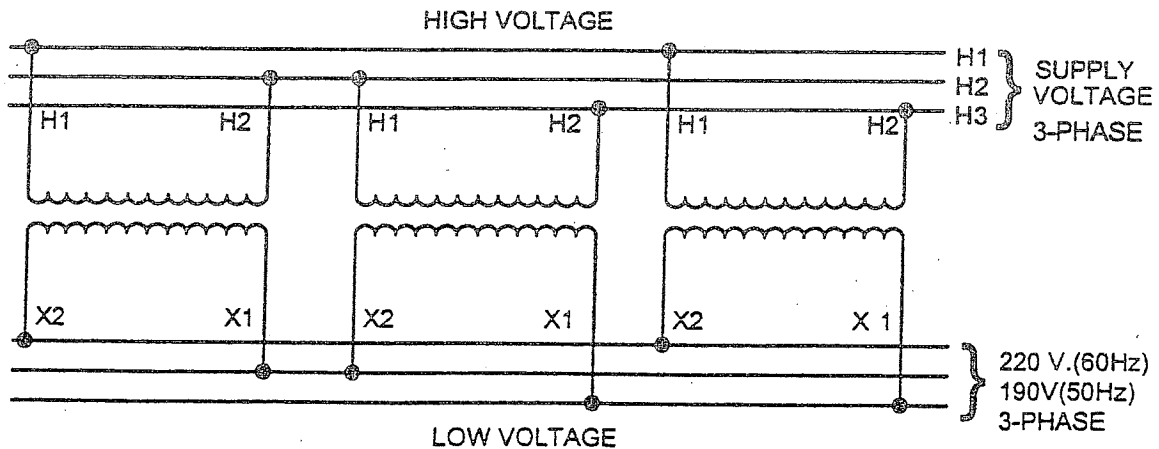 HIGH VOLTAGE
H1
H2
H3
SUPPLY
VOLTAGE
3-PHASE
H1 H2 H1 H2 H1 H2
X2 X1 X2 X1 X2 X 1
220 V.(60Hz)
190V(50Hz)
3-PHASE
LOW VOLTAGE